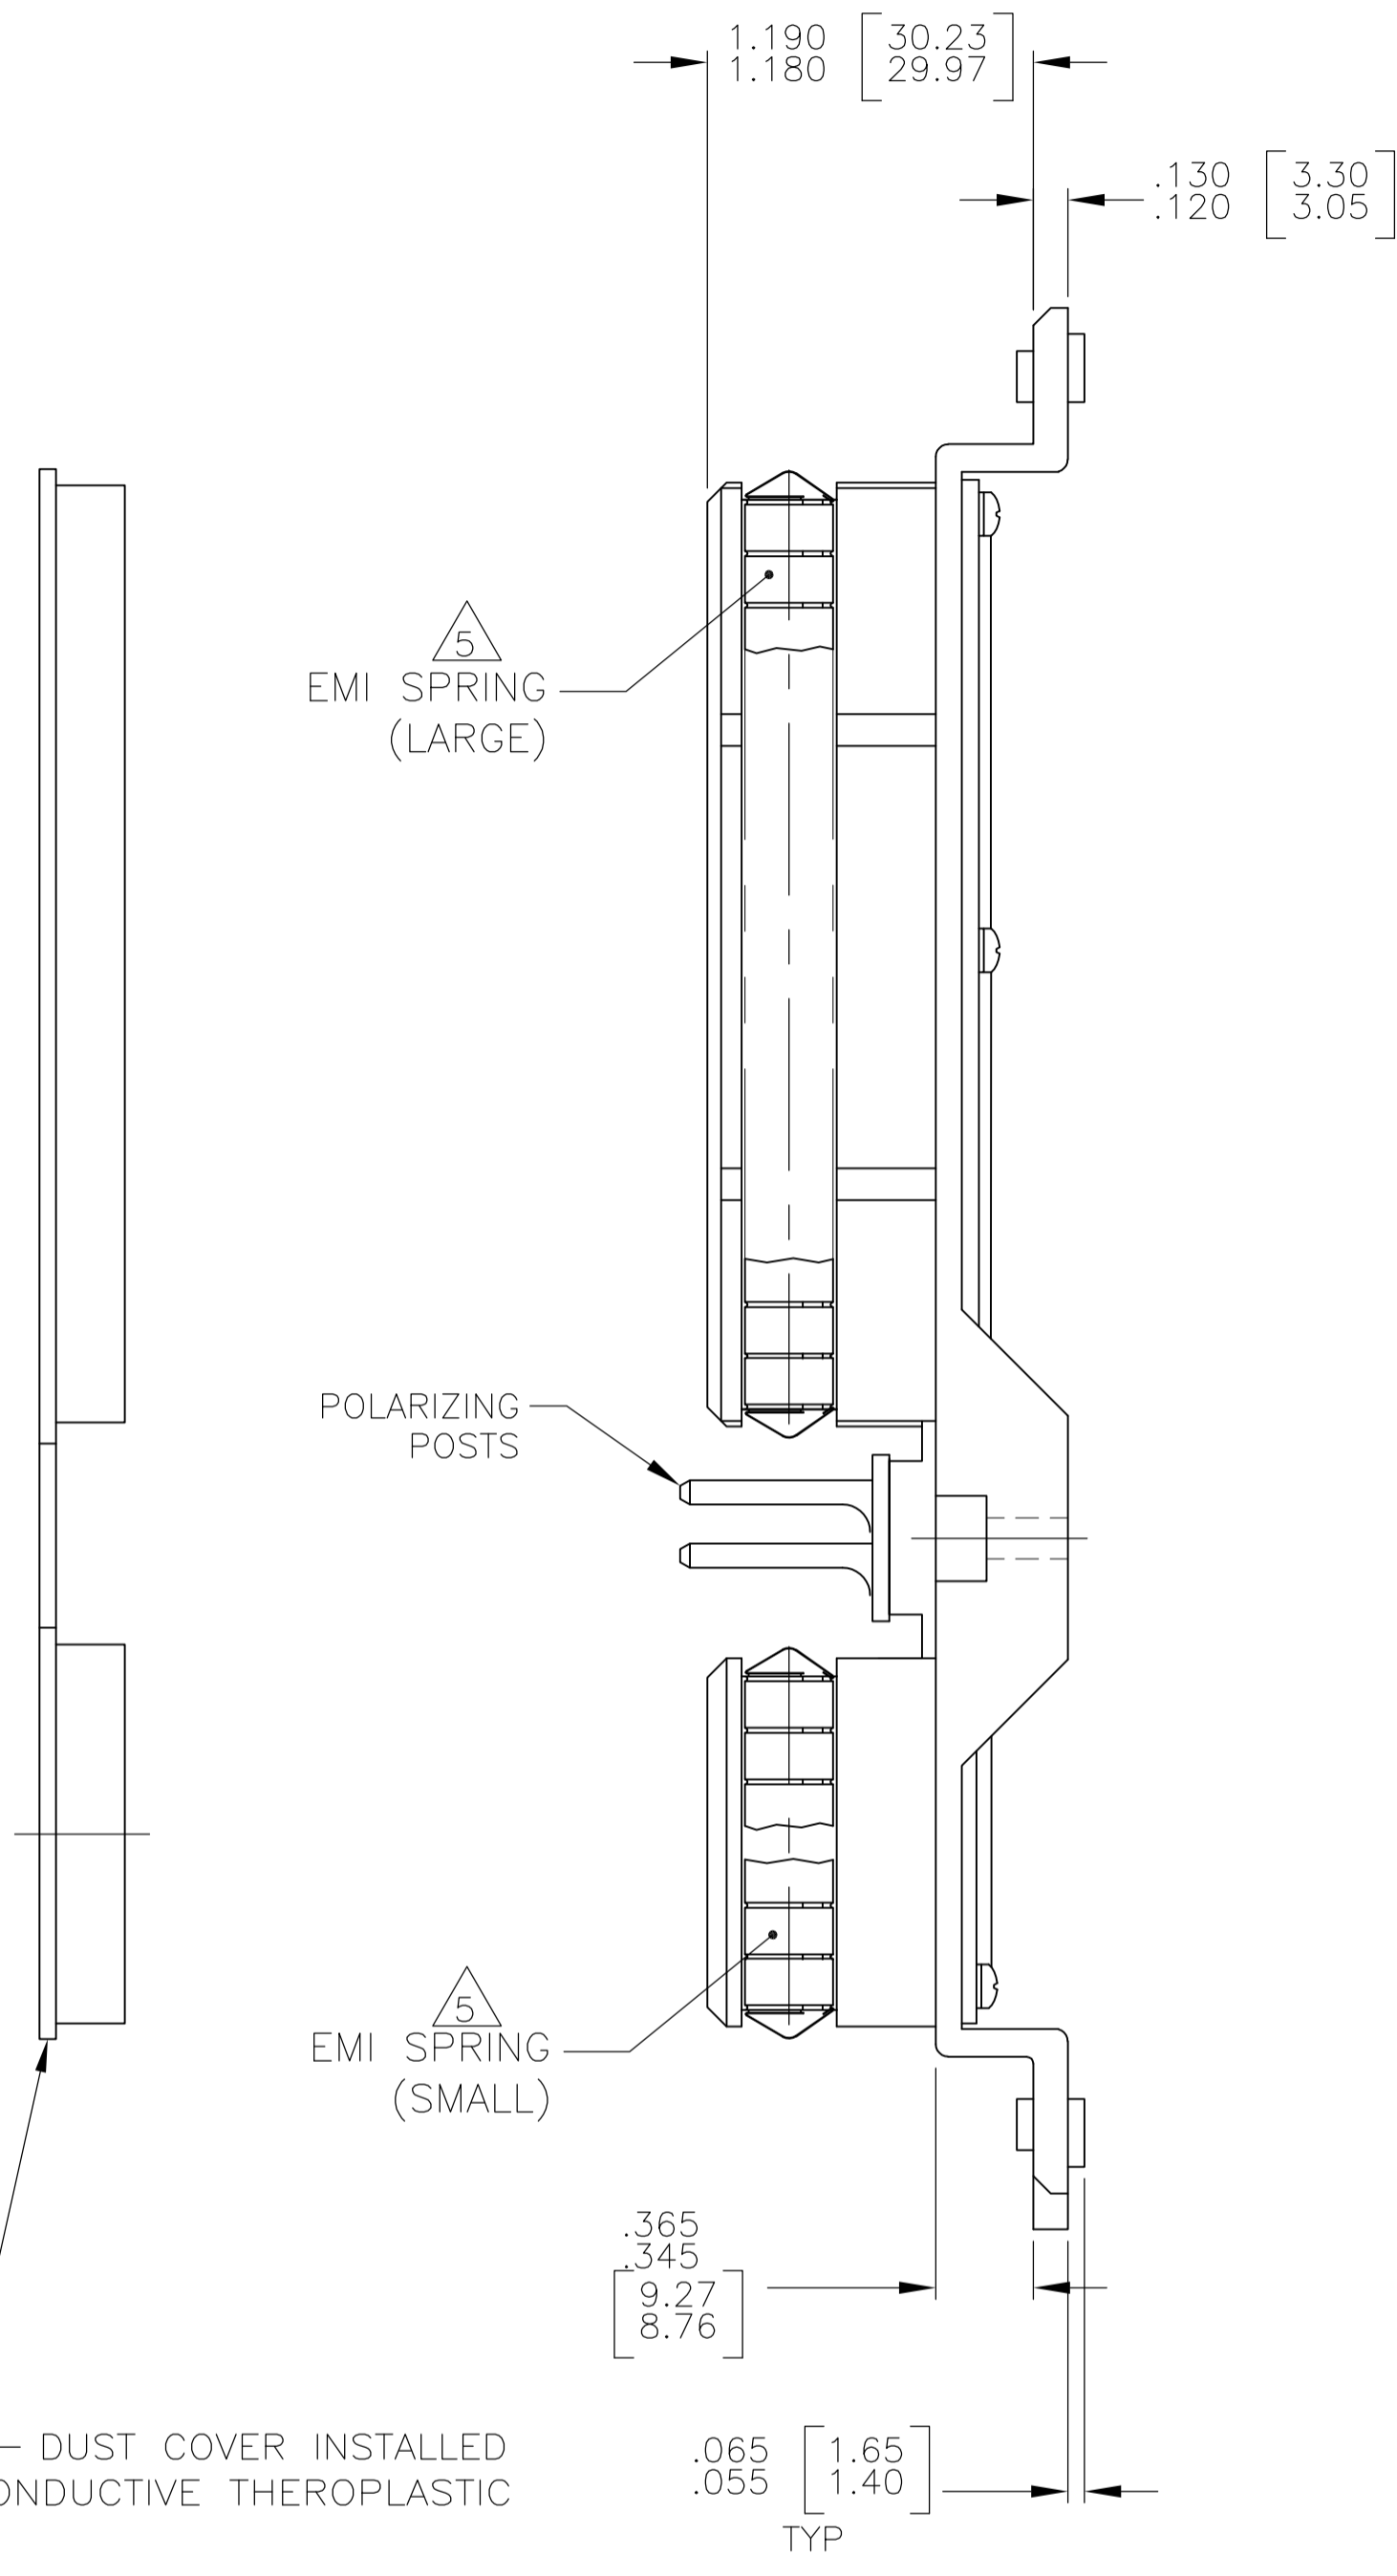 1.190 [30.23]
1.180 [29.97]
.130 [3.30]
.120 [3.05]
5
EMI SPRING
(LARGE)
POLARIZING
POSTS
5
EMI SPRING
(SMALL)
.365
.345
[9.27]
[8.76]
DUST COVER INSTALLED
ONDUCTIVE THEROPLASTIC
.065 [1.65]
.055 [1.40]
TYP